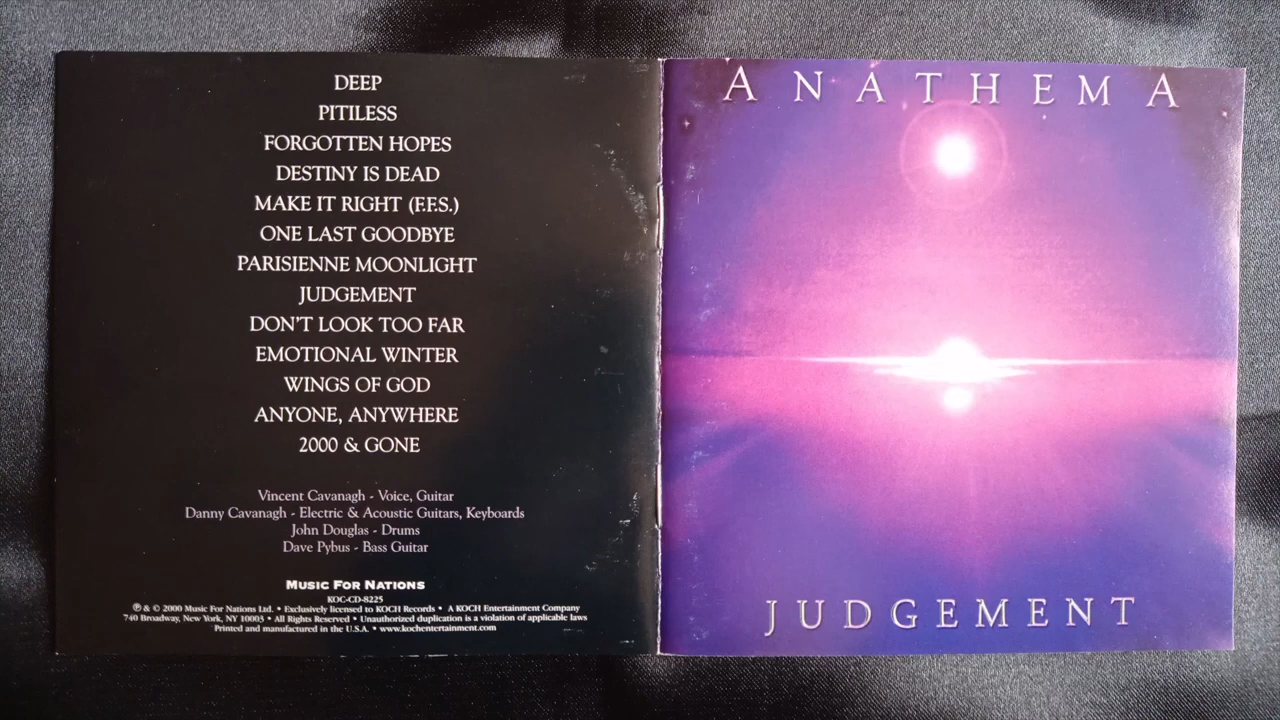 DEEP
PITILESS
FORGOTTEN HOPES
DESTINY IS DEAD
MAKE IT RIGHT (F.F.S.)
ONE LAST GOODBYE
PARISIENNE MOONLIGHT
JUDGEMENT
DON'T LOOK TOO FAR
EMOTIONAL WINTER
WINGS OF GOD
ANYONE, ANYWHERE
2000 & GONE
Vincent Cavanagh - Voice, Guitar
Danny Cavanagh - Electric & Acoustic Guitars, Keyboards
John Douglas - Drums
Dave Pybus - Bass Guitar
MUSIC FOR NATIONS
KOC-CD-8225
℗ & © 2000 Music For Nations Ltd. • Exclusively licensed to KOCH Records • A KOCH Entertainment Company
740 Broadway, New York, NY 10003 • All Rights Reserved • Unauthorized duplication is a violation of applicable laws
Printed and manufactured in the U.S.A. • www.kochentertainment.com
ANATHEMA
JUDGEMENT